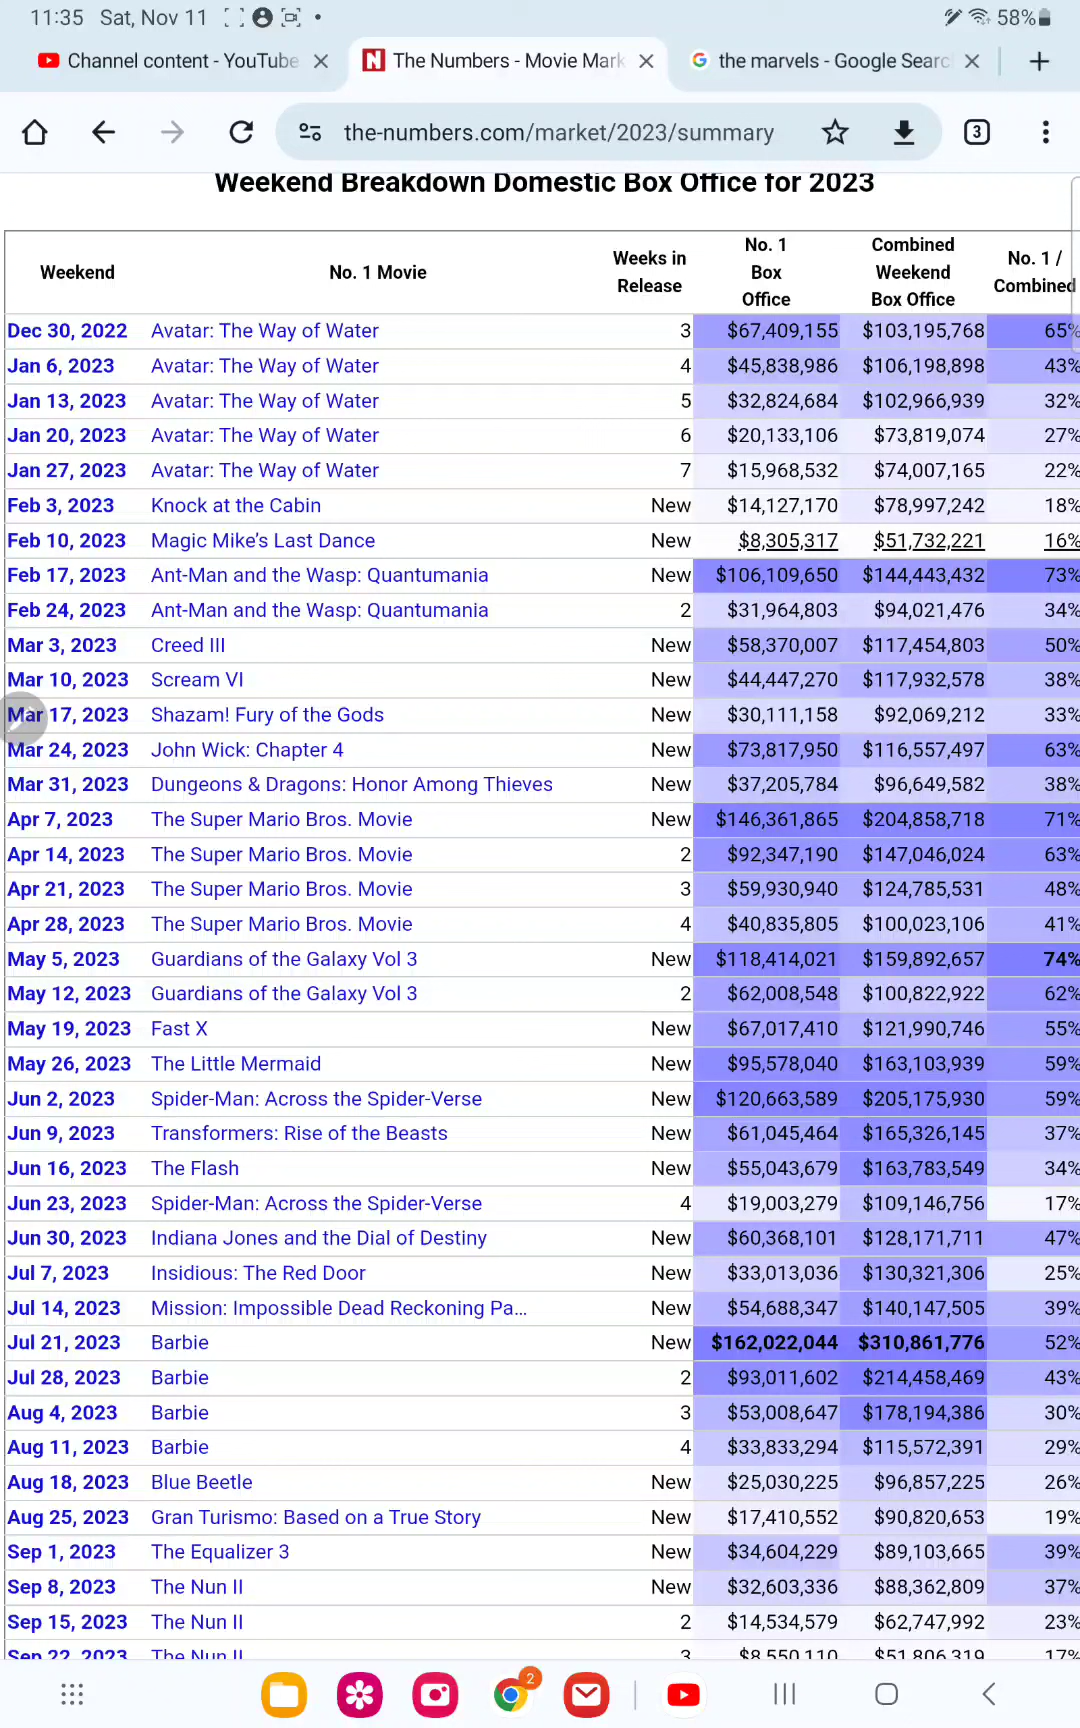 11:35 Sat, Nov 11
58%
Channel content - YouTube
The Numbers - Movie Mark
the marvels - Google Searc
the-numbers.com/market/2023/summary
3
Weekend Breakdown Domestic Box Office for 2023
Weekend No. 1 Movie Weeks in Release No. 1 Box Office Combined Weekend Box Office No. 1 / Combined
Dec 30, 2022 Avatar: The Way of Water 3 $67,409,155 $103,195,768 65%
Jan 6, 2023 Avatar: The Way of Water 4 $45,838,986 $106,198,898 43%
Jan 13, 2023 Avatar: The Way of Water 5 $32,824,684 $102,966,939 32%
Jan 20, 2023 Avatar: The Way of Water 6 $20,133,106 $73,819,074 27%
Jan 27, 2023 Avatar: The Way of Water 7 $15,968,532 $74,007,165 22%
Feb 3, 2023 Knock at the Cabin New $14,127,170 $78,997,242 18%
Feb 10, 2023 Magic Mike's Last Dance New $8,305,317 $51,732,221 16%
Feb 17, 2023 Ant-Man and the Wasp: Quantumania New $106,109,650 $144,443,432 73%
Feb 24, 2023 Ant-Man and the Wasp: Quantumania 2 $31,964,803 $94,021,476 34%
Mar 3, 2023 Creed III New $58,370,007 $117,454,803 50%
Mar 10, 2023 Scream VI New $44,447,270 $117,932,578 38%
Mar 17, 2023 Shazam! Fury of the Gods New $30,111,158 $92,069,212 33%
Mar 24, 2023 John Wick: Chapter 4 New $73,817,950 $116,557,497 63%
Mar 31, 2023 Dungeons & Dragons: Honor Among Thieves New $37,205,784 $96,649,582 38%
Apr 7, 2023 The Super Mario Bros. Movie New $146,361,865 $204,858,718 71%
Apr 14, 2023 The Super Mario Bros. Movie 2 $92,347,190 $147,046,024 63%
Apr 21, 2023 The Super Mario Bros. Movie 3 $59,930,940 $124,785,531 48%
Apr 28, 2023 The Super Mario Bros. Movie 4 $40,835,805 $100,023,106 41%
May 5, 2023 Guardians of the Galaxy Vol 3 New $118,414,021 $159,892,657 74%
May 12, 2023 Guardians of the Galaxy Vol 3 2 $62,008,548 $100,822,922 62%
May 19, 2023 Fast X New $67,017,410 $121,990,746 55%
May 26, 2023 The Little Mermaid New $95,578,040 $163,103,939 59%
Jun 2, 2023 Spider-Man: Across the Spider-Verse New $120,663,589 $205,175,930 59%
Jun 9, 2023 Transformers: Rise of the Beasts New $61,045,464 $165,326,145 37%
Jun 16, 2023 The Flash New $55,043,679 $163,783,549 34%
Jun 23, 2023 Spider-Man: Across the Spider-Verse 4 $19,003,279 $109,146,756 17%
Jun 30, 2023 Indiana Jones and the Dial of Destiny New $60,368,101 $128,171,711 47%
Jul 7, 2023 Insidious: The Red Door New $33,013,036 $130,321,306 25%
Jul 14, 2023 Mission: Impossible Dead Reckoning Pa... New $54,688,347 $140,147,505 39%
Jul 21, 2023 Barbie New $162,022,044 $310,861,776 52%
Jul 28, 2023 Barbie 2 $93,011,602 $214,458,469 43%
Aug 4, 2023 Barbie 3 $53,008,647 $178,194,386 30%
Aug 11, 2023 Barbie 4 $33,833,294 $115,572,391 29%
Aug 18, 2023 Blue Beetle New $25,030,225 $96,857,225 26%
Aug 25, 2023 Gran Turismo: Based on a True Story New $17,410,552 $90,820,653 19%
Sep 1, 2023 The Equalizer 3 New $34,604,229 $89,103,665 39%
Sep 8, 2023 The Nun II New $32,603,336 $88,362,809 37%
Sep 15, 2023 The Nun II 2 $14,534,579 $62,747,992 23%
Sep 22, 2023 The Nun II 3 $8,550,110 $51,806,319 17%
2